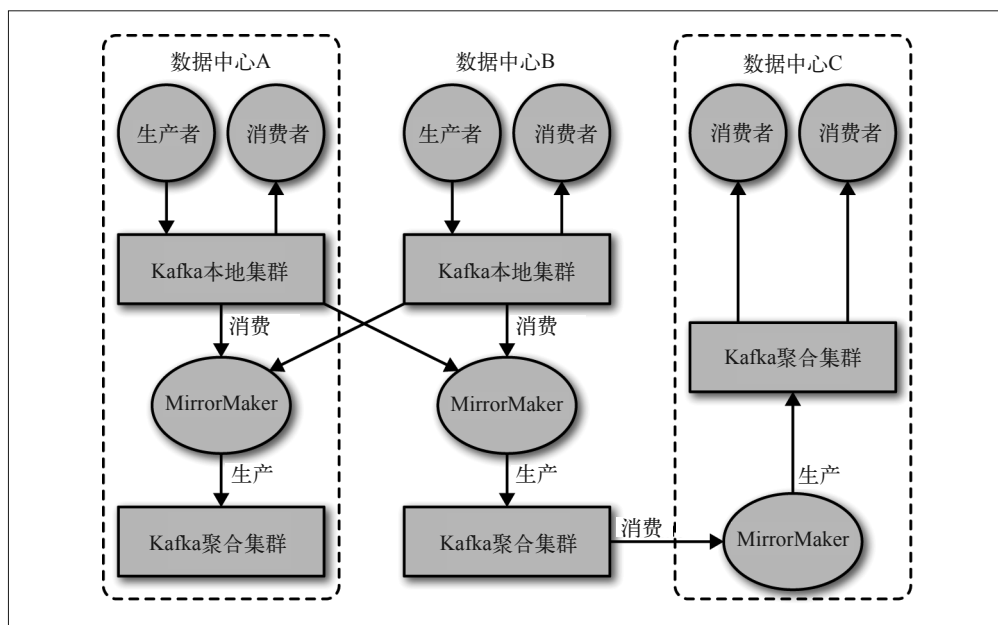 数据中心A
数据中心B
数据中心C
生产者
消费者
生产者
消费者
消费者
消费者
Kafka本地集群
Kafka本地集群
消费
消费
Kafka聚合集群
MirrorMaker
MirrorMaker
生产
生产
生产
Kafka聚合集群
Kafka聚合集群
消费
MirrorMaker